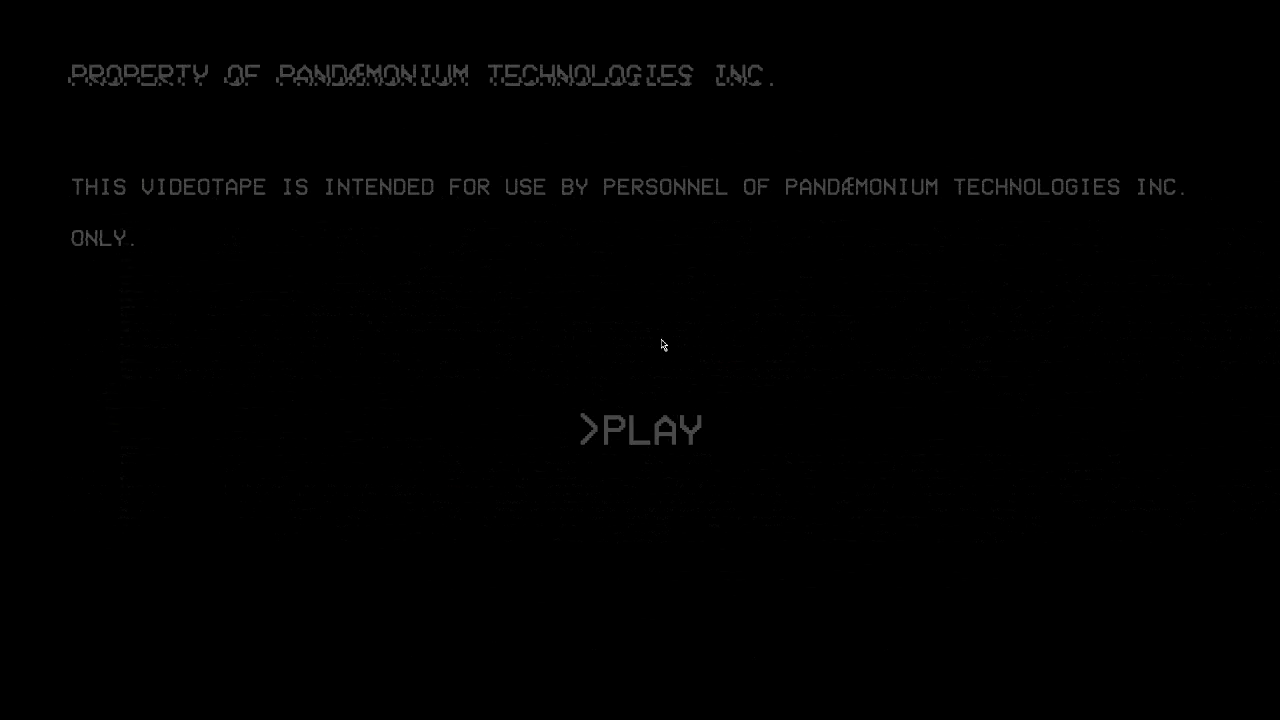 PROPERTY OF PANDÆMONIUM TECHNOLOGIES INC.
THIS VIDEOTAPE IS INTENDED FOR USE BY PERSONNEL OF PANDÆMONIUM TECHNOLOGIES INC.
ONLY.
>PLAY